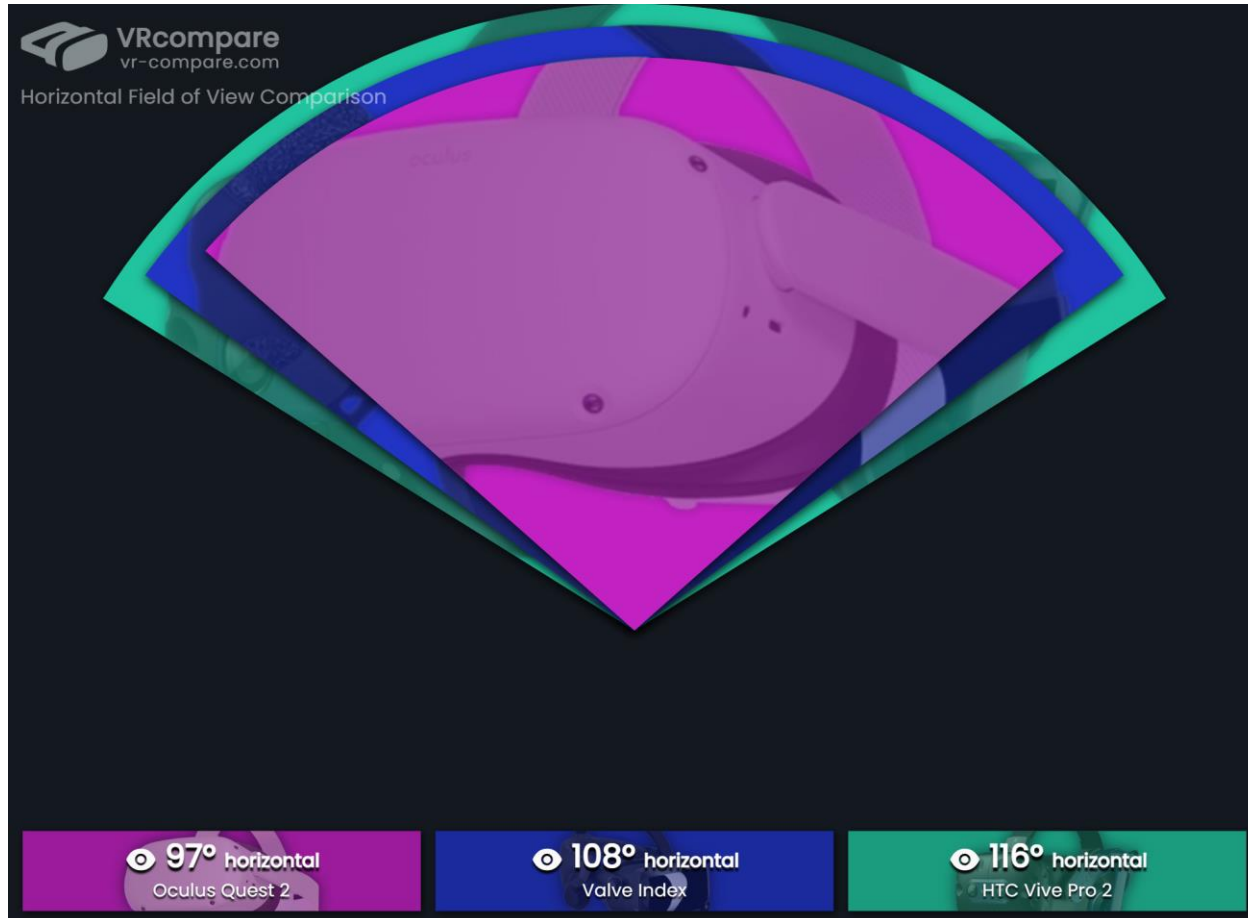 VRcompare
vr-compare.com
Horizontal Field of View Comparison
oculus
97° horizontal
Oculus Quest 2
108° horizontal
Valve Index
116° horizontal
HTC Vive Pro 2